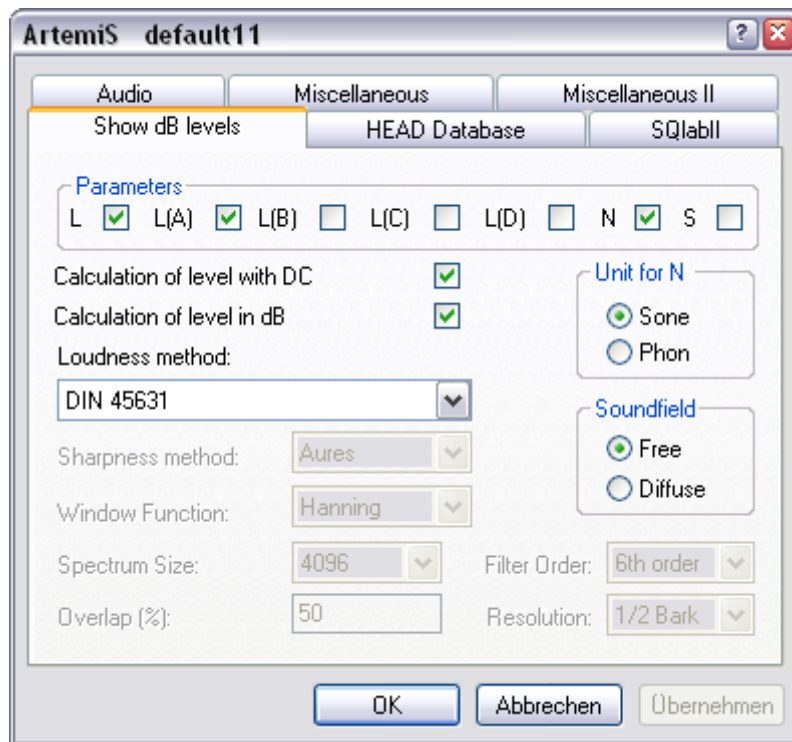 ArtemiS default11
Audio Miscellaneous Miscellaneous II
Show dB levels HEAD Database SQlabII
Parameters
L L(A) L(B) L(C) L(D) N S
Calculation of level with DC
Unit for N
Calculation of level in dB
Sone
Loudness method:
Phon
DIN 45631
Soundfield
Sharpness method: Aures
Free
Window Function: Hanning
Diffuse
Spectrum Size: 4096 Filter Order: 6th order
Overlap (%): 50 Resolution: 1/2 Bark
OK Abbrechen Übernehmen